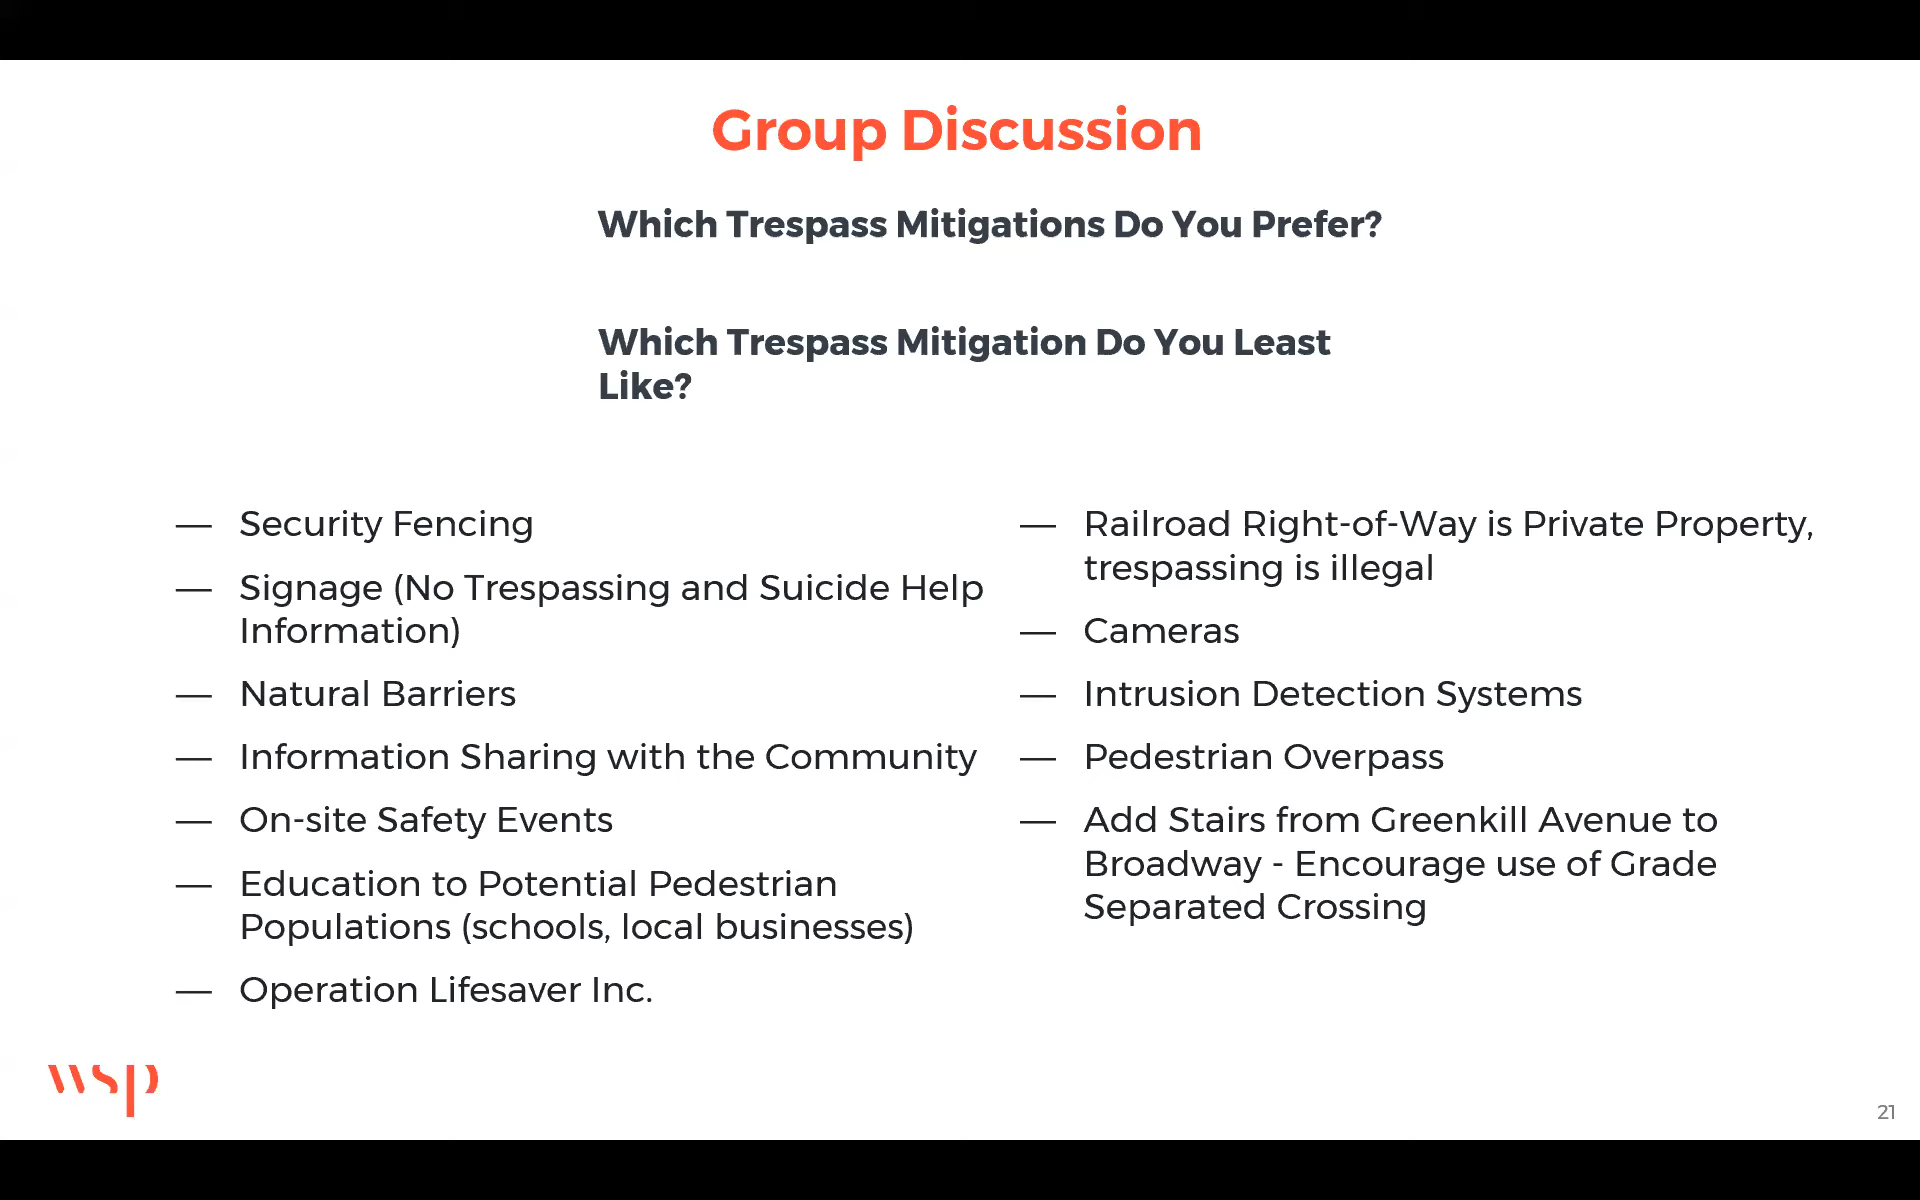 Group Discussion
Which Trespass Mitigations Do You Prefer?
Which Trespass Mitigation Do You Least
Like?
— Security Fencing
— Signage (No Trespassing and Suicide Help
Information)
— Natural Barriers
— Information Sharing with the Community
— On-site Safety Events
— Education to Potential Pedestrian
Populations (schools, local businesses)
— Operation Lifesaver Inc.
— Railroad Right-of-Way is Private Property,
trespassing is illegal
— Cameras
— Intrusion Detection Systems
— Pedestrian Overpass
— Add Stairs from Greenkill Avenue to
Broadway - Encourage use of Grade
Separated Crossing
wsp
21